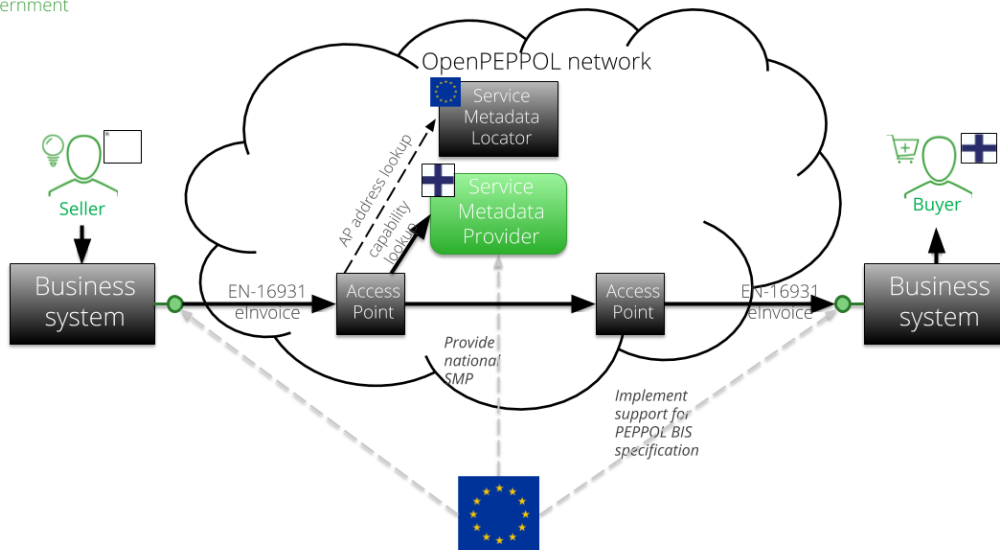 ernment
OpenPEPPOL network
Service
Metadata
Locator
AP address lookup
capability
lookup
Service
Metadata
Provider
Seller
Buyer
Business
system
EN-16931
eInvoice
Access
Point
Access
Point
EN-16931
eInvoice
Business
system
Provide
national
SMP
Implement
support for
PEPPOL BIS
specification